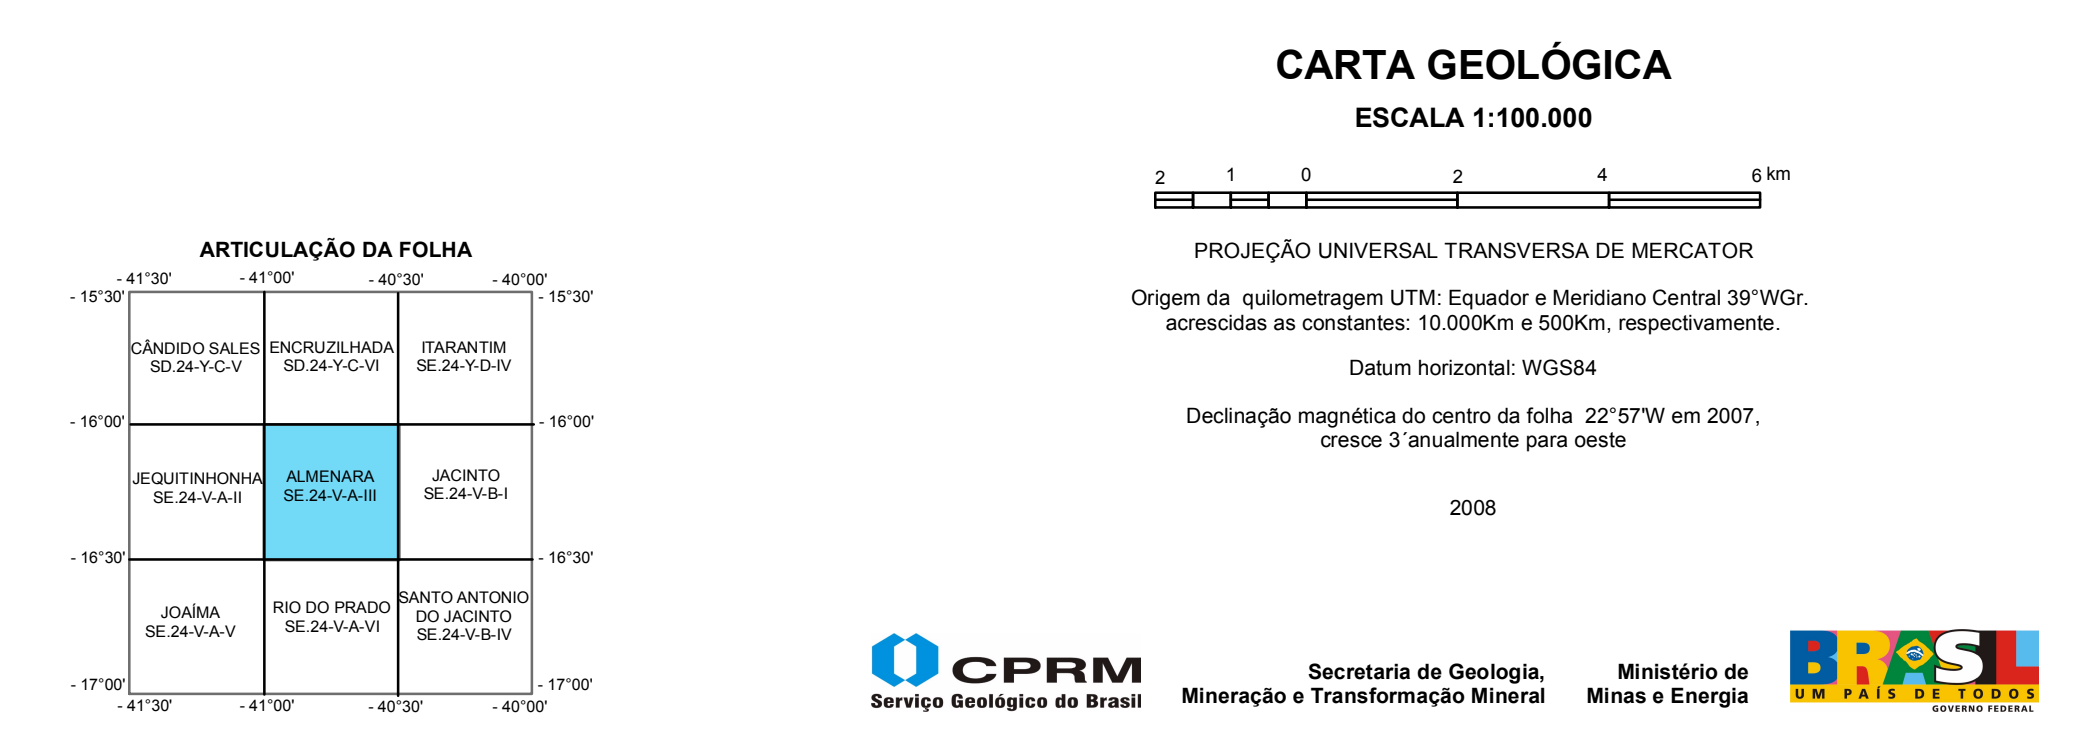 CARTA GEOLÓGICA
ESCALA 1:100.000
2 1 0 2 4 6 km
PROJEÇÃO UNIVERSAL TRANSVERSA DE MERCATOR
Origem da quilometragem UTM: Equador e Meridiano Central 39°WGr.
acrescidas as constantes: 10.000Km e 500Km, respectivamente.
Datum horizontal: WGS84
Declinação magnética do centro da folha 22°57'W em 2007,
cresce 3´anualmente para oeste
2008
ARTICULAÇÃO DA FOLHA
- 41°30' - 41°00' - 40°30' - 40°00'
- 15°30' - 15°30'
CÂNDIDO SALES
SD.24-Y-C-V
ENCRUZILHADA
SD.24-Y-C-VI
ITARANTIM
SE.24-Y-D-IV
- 16°00' - 16°00'
JEQUITINHONHA
SE.24-V-A-II
ALMENARA
SE.24-V-A-III
JACINTO
SE.24-V-B-I
- 16°30' - 16°30'
JOAÍMA
SE.24-V-A-V
RIO DO PRADO
SE.24-V-A-VI
SANTO ANTONIO
DO JACINTO
SE.24-V-B-IV
- 17°00' - 17°00'
- 41°30' - 41°00' - 40°30' - 40°00'
CPRM
Serviço Geológico do Brasil
Secretaria de Geologia,
Mineração e Transformação Mineral
Ministério de
Minas e Energia
BRASIL
UM PAÍS DE TODOS
GOVERNO FEDERAL